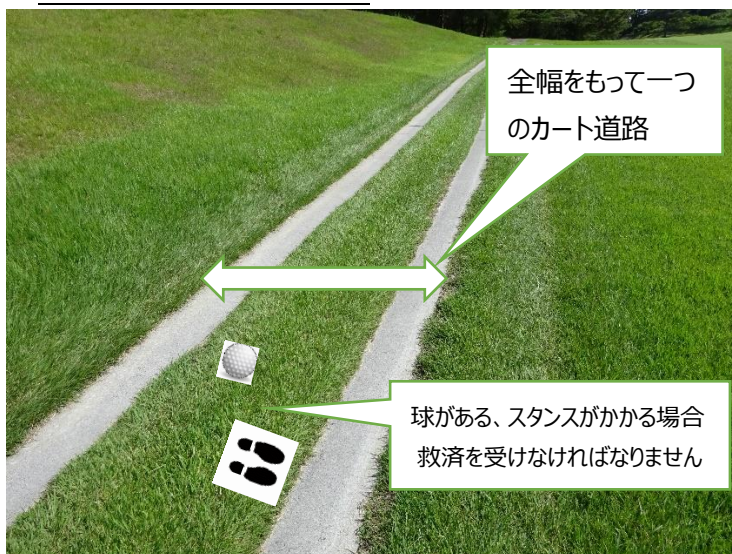 全幅をもって一つ
のカート道路
球がある、スタンスがかかる場合
救済を受けなければなりません